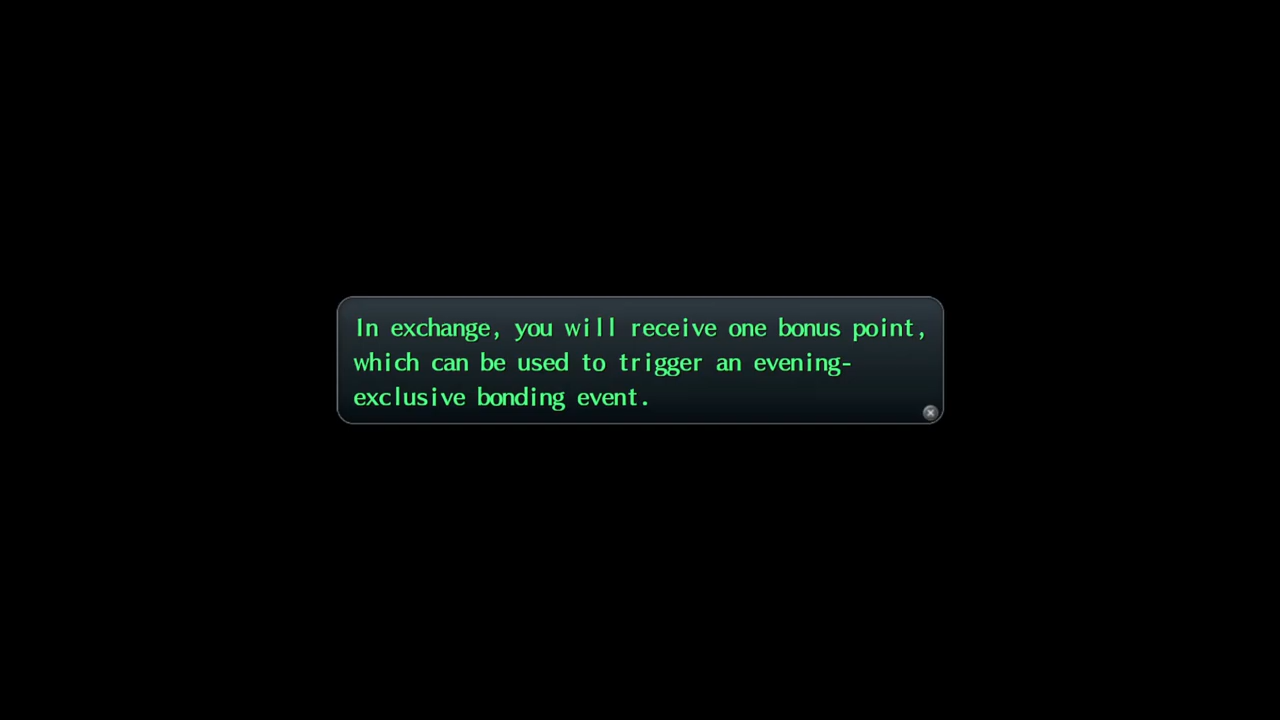 In exchange, you will receive one bonus point,
which can be used to trigger an evening-
exclusive bonding event.